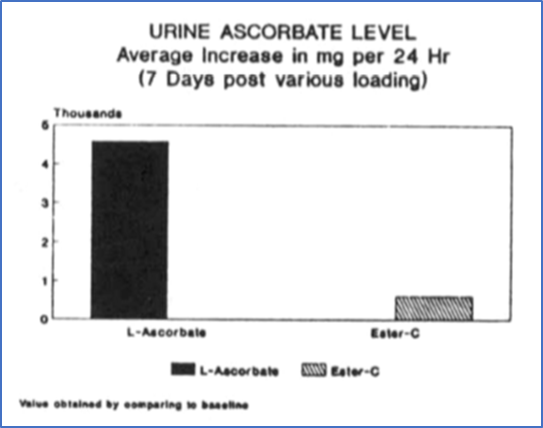 URINE ASCORBATE LEVEL
Average Increase in mg per 24 Hr
(7 Days post various loading)
Thousands
5
4
3
2
1
0
L-Ascorbate
Ester-C
L-Ascorbate
Ester-C
Value obtained by comparing to baseline